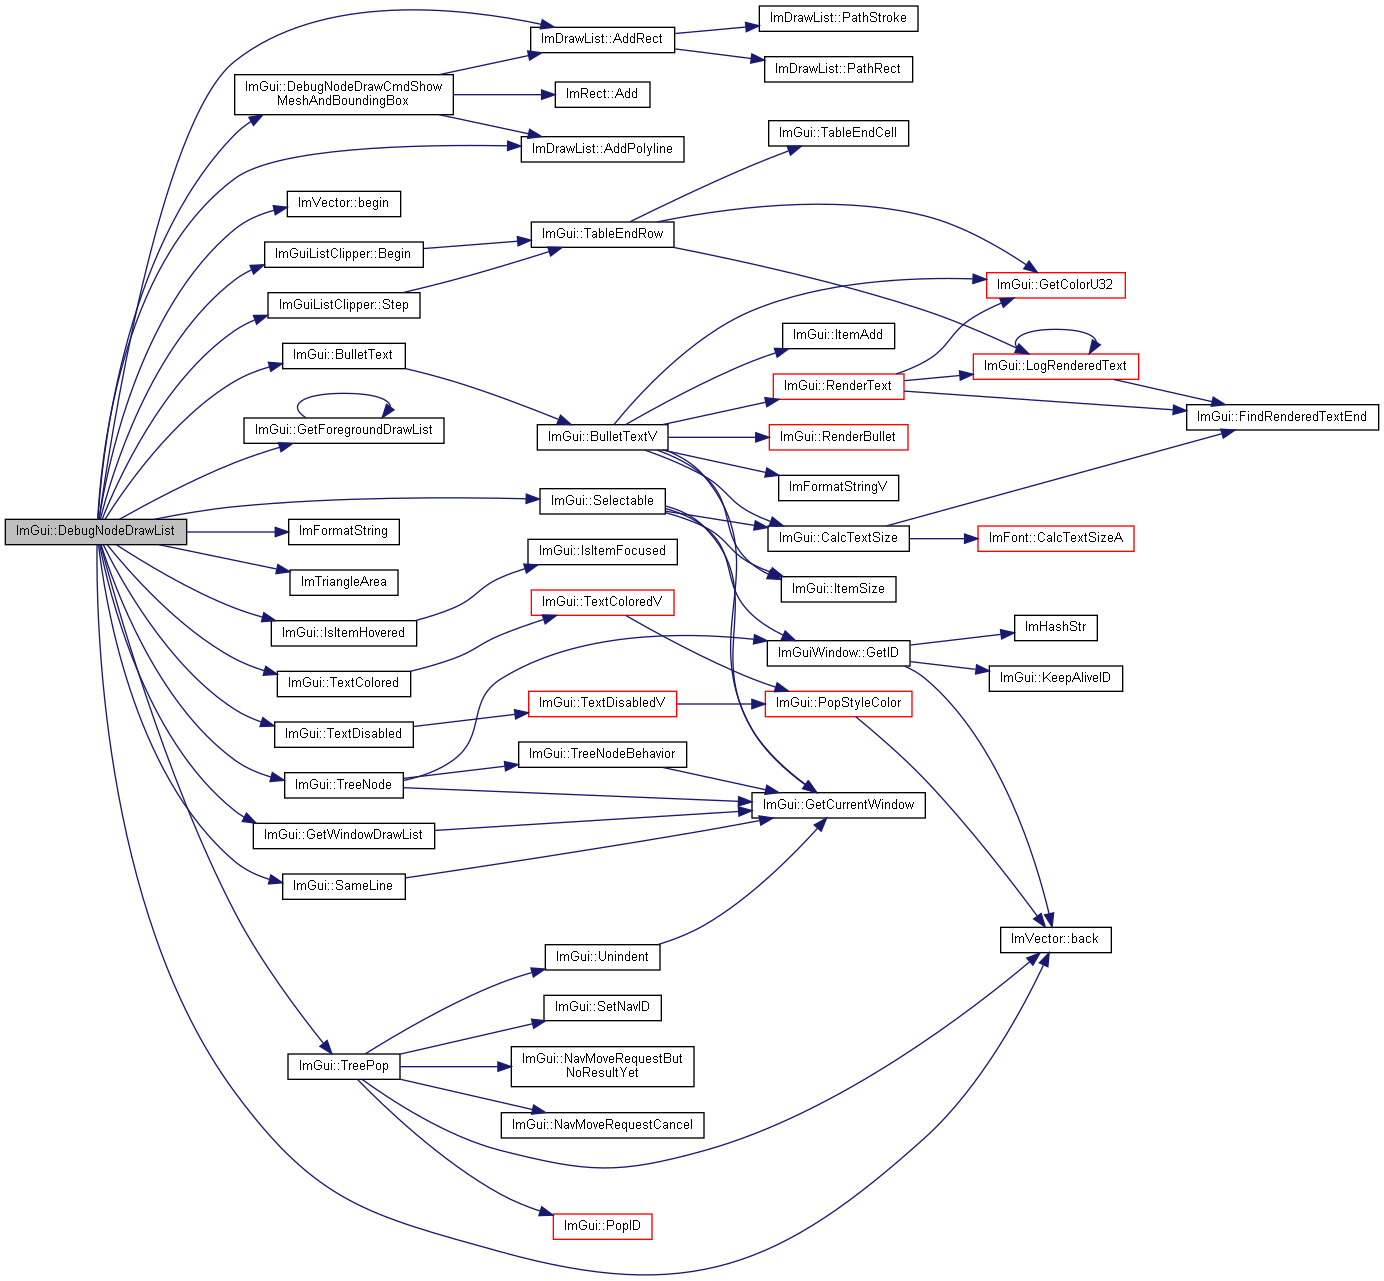 ImGui::DebugNodeDrawList
ImDrawList::AddRect
ImDrawList::PathStroke
ImDrawList::PathRect
ImGui::DebugNodeDrawCmdShow
MeshAndBoundingBox
ImRect::Add
ImDrawList::AddPolyline
ImGui::TableEndCell
ImVector::begin
ImGuiListClipper::Begin
ImGui::TableEndRow
ImGuiListClipper::Step
ImGui::GetColorU32
ImGui::BulletText
ImGui::ItemAdd
ImGui::LogRenderedText
ImGui::RenderText
ImGui::FindRenderedTextEnd
ImGui::GetForegroundDrawList
ImGui::BulletTextV
ImGui::RenderBullet
ImFormatStringV
ImGui::Selectable
ImFormatString
ImGui::CalcTextSize
ImFont::CalcTextSizeA
ImGui::IsItemFocused
ImTriangleArea
ImGui::ItemSize
ImGui::TextColoredV
ImGui::IsItemHovered
ImHashStr
ImGuiWindow::GetID
ImGui::KeepAliveID
ImGui::TextColored
ImGui::TextDisabledV
ImGui::PopStyleColor
ImGui::TextDisabled
ImGui::TreeNodeBehavior
ImGui::TreeNode
ImGui::GetCurrentWindow
ImGui::GetWindowDrawList
ImGui::SameLine
ImVector::back
ImGui::Unindent
ImGui::SetNavID
ImGui::TreePop
ImGui::NavMoveRequestBut
NoResultYet
ImGui::NavMoveRequestCancel
ImGui::PopID